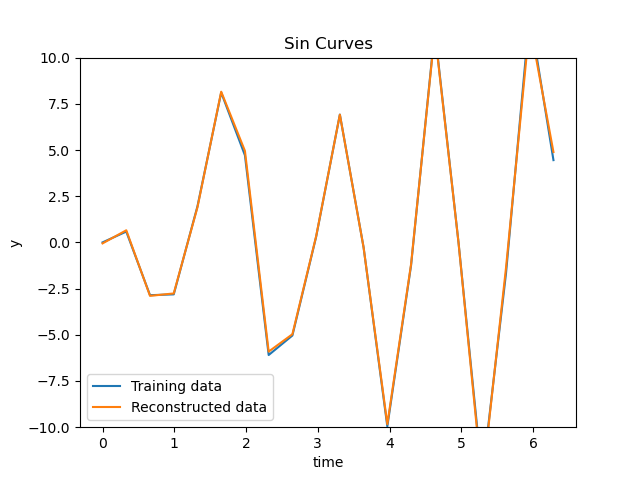 Sin Curves
10.0
7.5
5.0
2.5
0.0
−2.5
−5.0
−7.5
−10.0
y
Training data
Reconstructed data
0 1 2 3 4 5 6
time